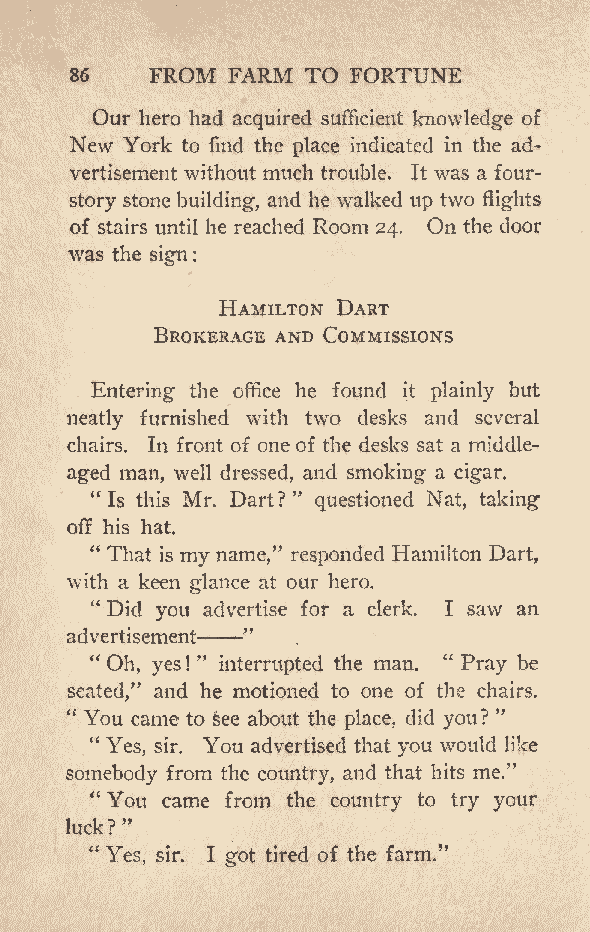 86 FROM FARM TO FORTUNE
Our hero had acquired sufficient knowledge of
New York to find the place indicated in the ad-
vertisement without much trouble. It was a four-
story stone building, and he walked up two flights
of stairs until he reached Room 24. On the door
was the sign:
HAMILTON DART
BROKERAGE AND COMMISSIONS
Entering the office he found it plainly but
neatly furnished with two desks and several
chairs. In front of one of the desks sat a middle-
aged man, well dressed, and smoking a cigar.
“Is this Mr. Dart?” questioned Nat, taking
off his hat.
“That is my name,” responded Hamilton Dart,
with a keen glance at our hero.
“Did you advertise for a clerk. I saw an
advertisement——”
“Oh, yes!” interrupted the man. “Pray be
seated,” and he motioned to one of the chairs.
“You came to see about the place, did you?”
“Yes, sir. You advertised that you would like
somebody from the country, and that hits me.”
“You came from the country to try your
luck?”
“Yes, sir. I got tired of the farm.”